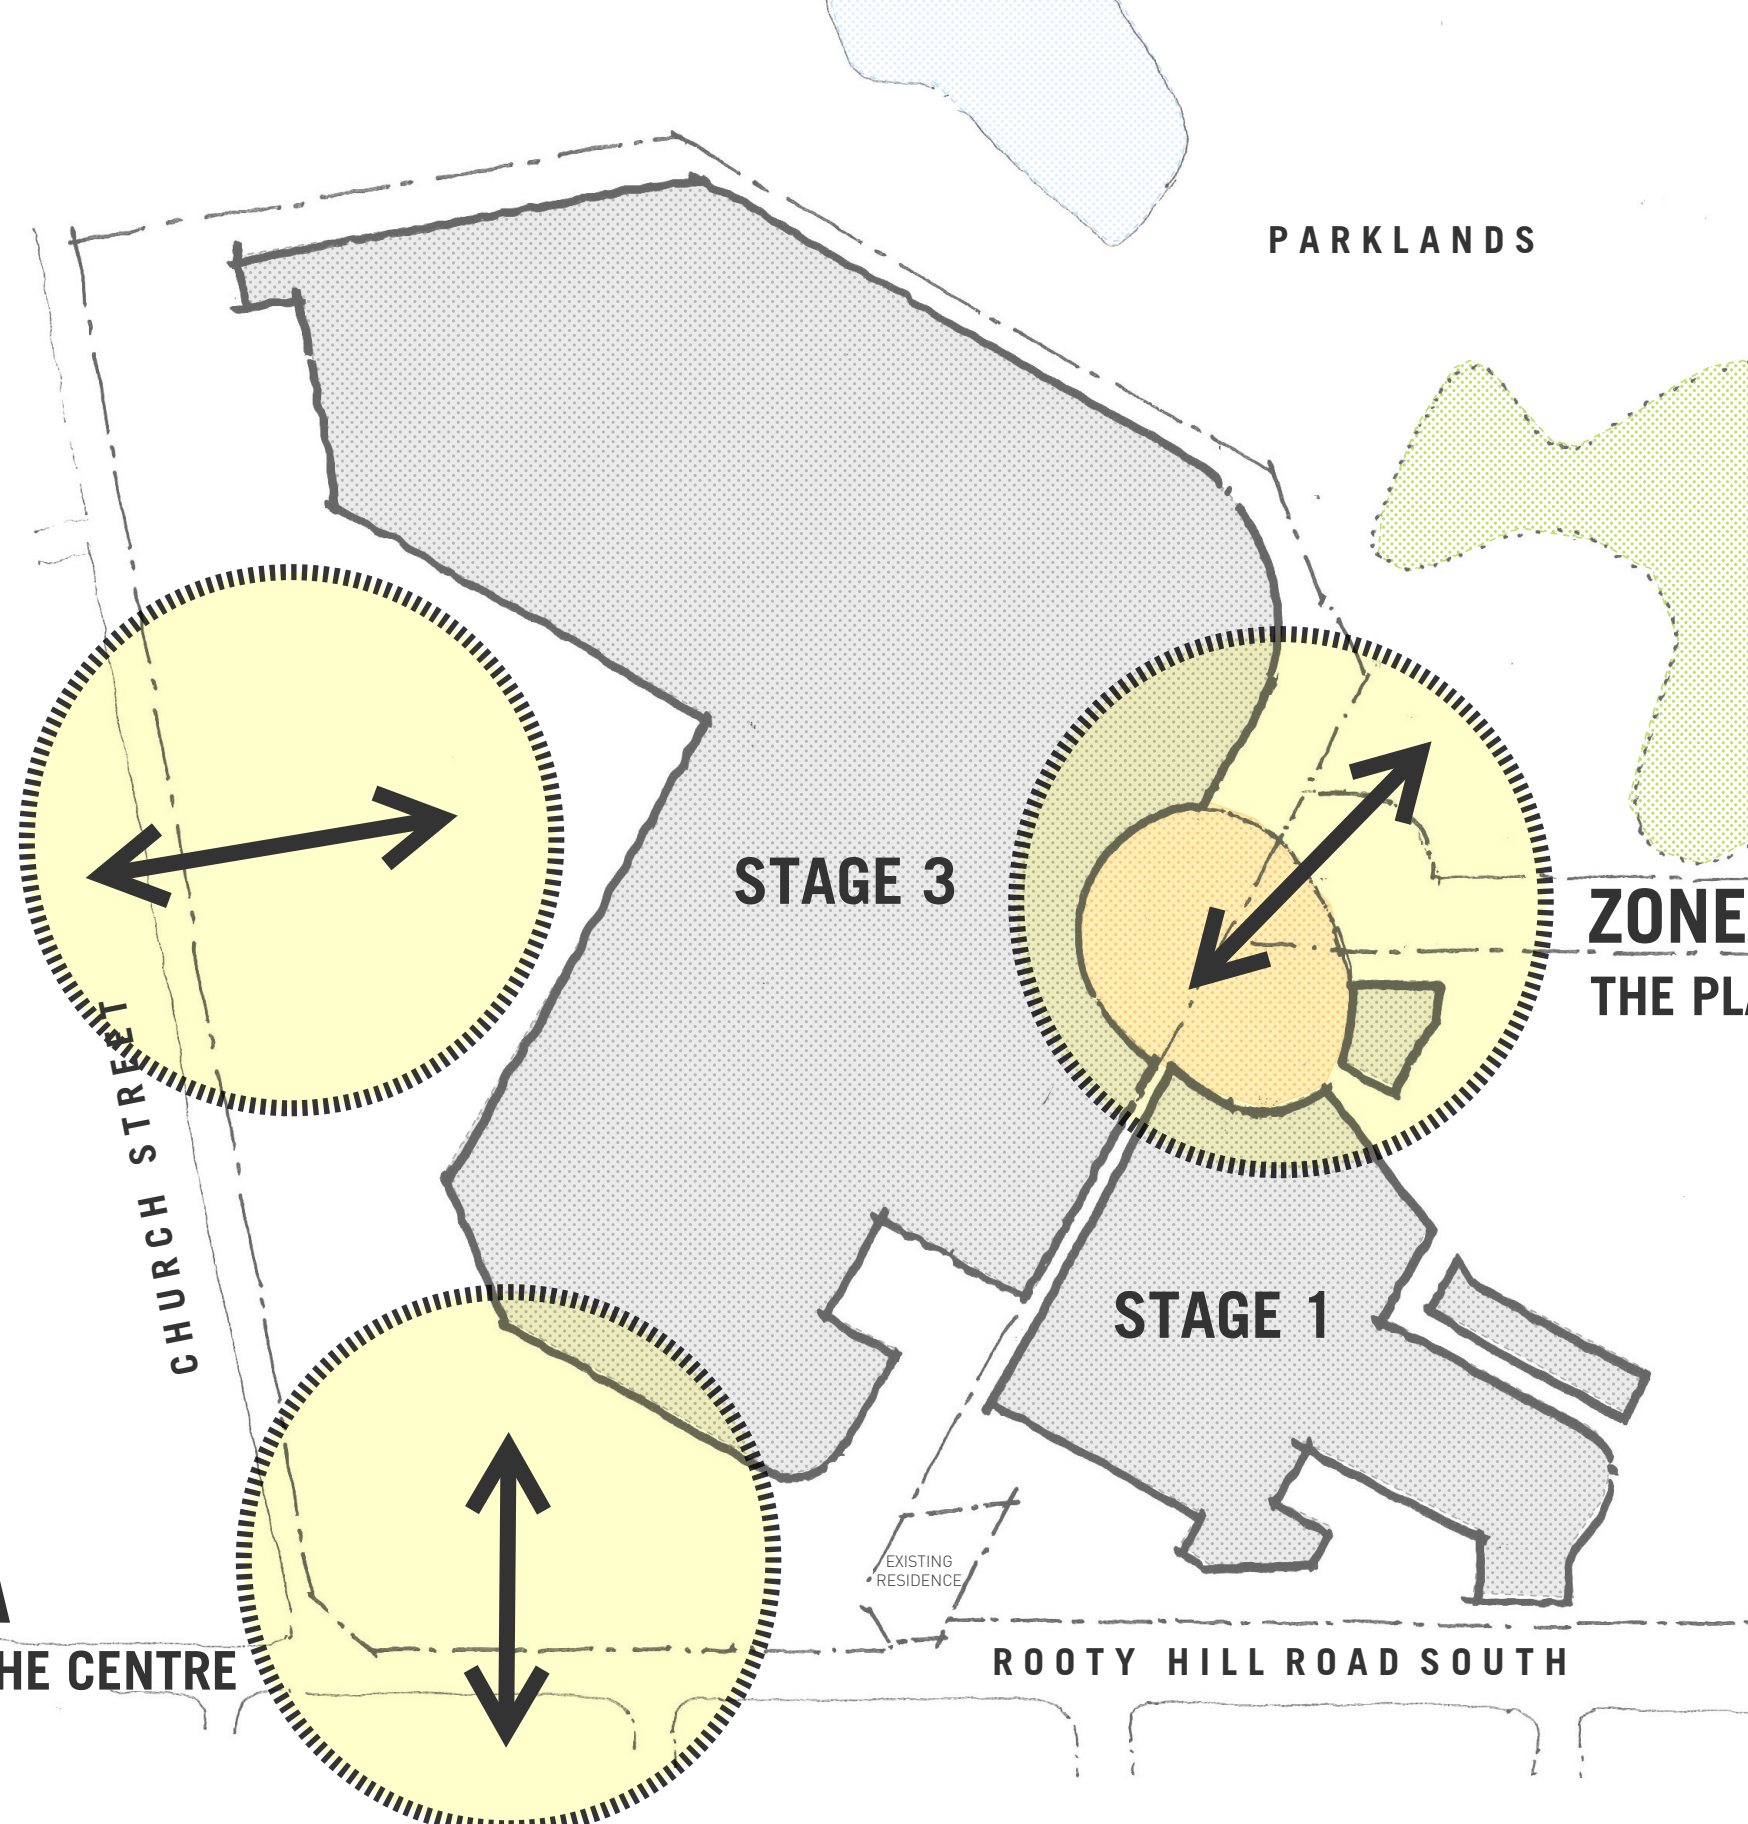 PARKLANDS
STAGE 3
ZONE
THE PL
CHURCH STREET
STAGE 1
EXISTING
RESIDENCE
HE CENTRE
ROOTY HILL ROAD SOUTH